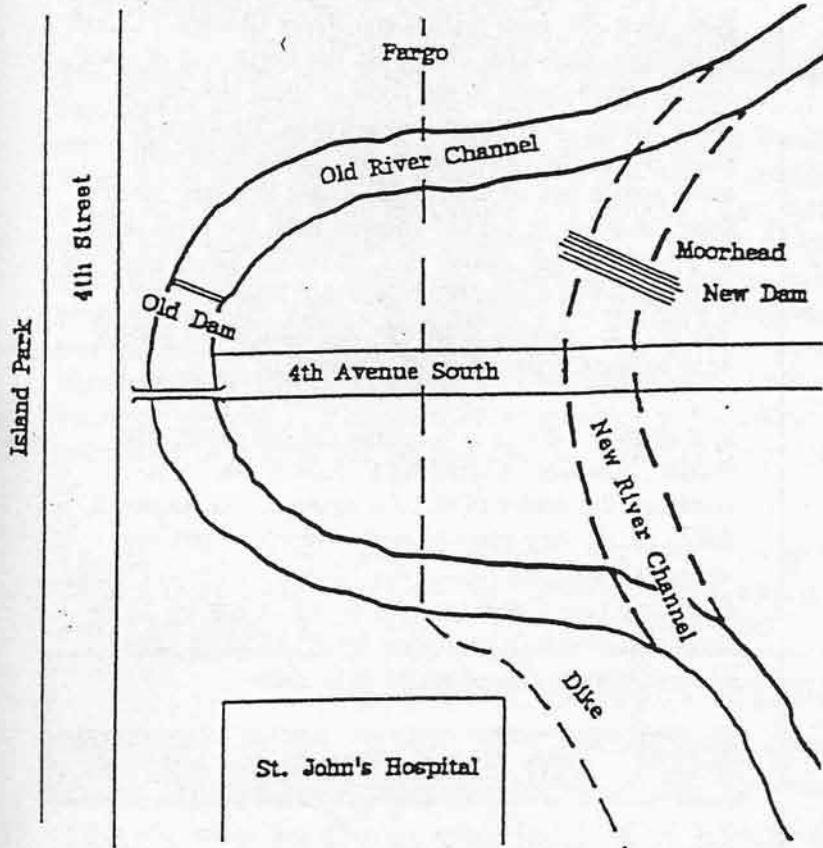 Fargo
Old River Channel
4th Street
Moorhead
Old Dam
New Dam
Island Park
4th Avenue South
New River Channel
Dike
St. John's Hospital